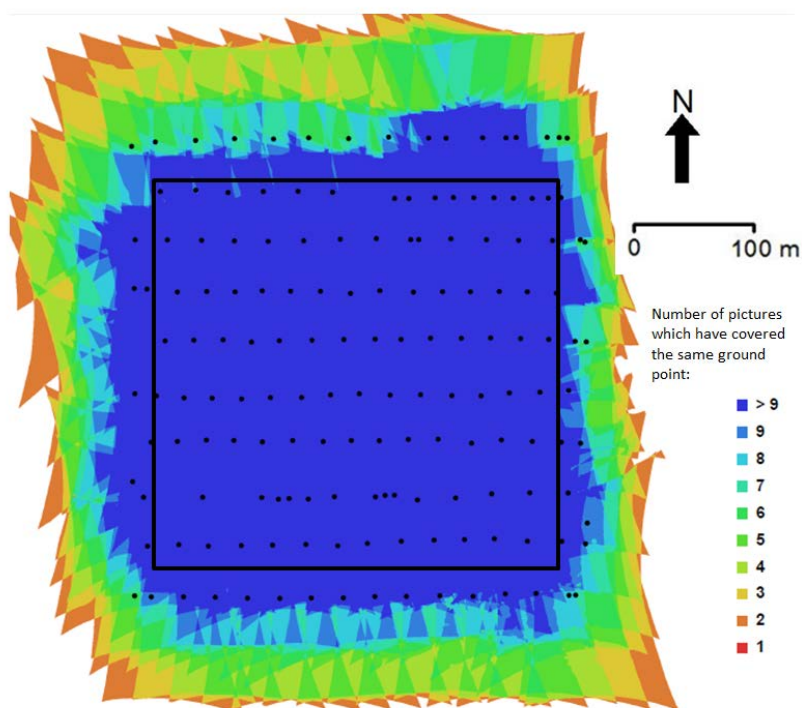 N
0
100 m
Number of pictures
which have covered
the same ground
point:
> 9
9
8
7
6
5
4
3
2
1